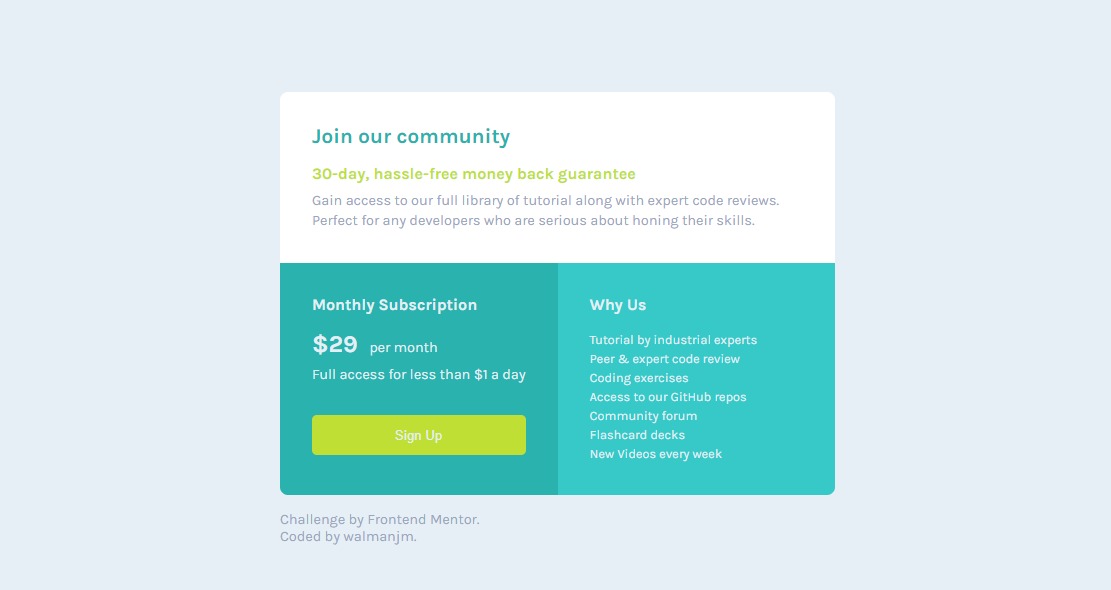 Join our community
30-day, hassle-free money back guarantee
Gain access to our full library of tutorial along with expert code reviews.
Perfect for any developers who are serious about honing their skills.
Monthly Subscription
$29 per month
Full access for less than $1 a day
Sign Up
Why Us
Tutorial by industrial experts
Peer & expert code review
Coding exercises
Access to our GitHub repos
Community forum
Flashcard decks
New Videos every week
Challenge by Frontend Mentor.
Coded by walmanjm.